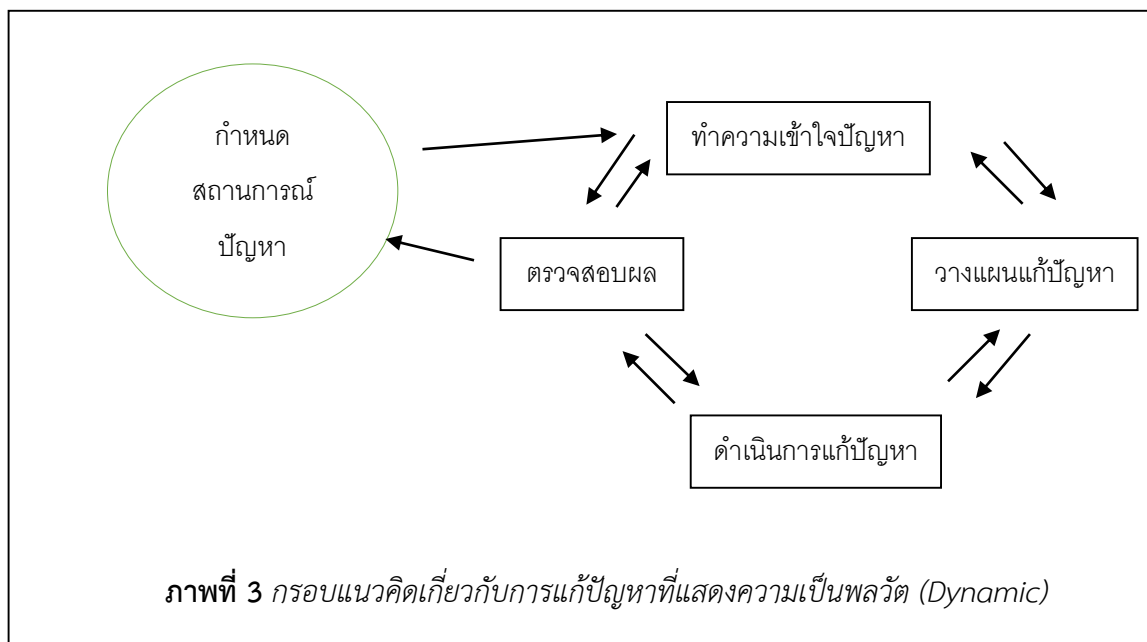 กำหนด
สถานการณ์
ปัญหา
ทำความเข้าใจปัญหา
ตรวจสอบผล
วางแผนแก้ปัญหา
ดำเนินการแก้ปัญหา
ภาพที่ 3 กรอบแนวคิดเกี่ยวกับการแก้ปัญหาที่แสดงความเป็นพลวัต (Dynamic)